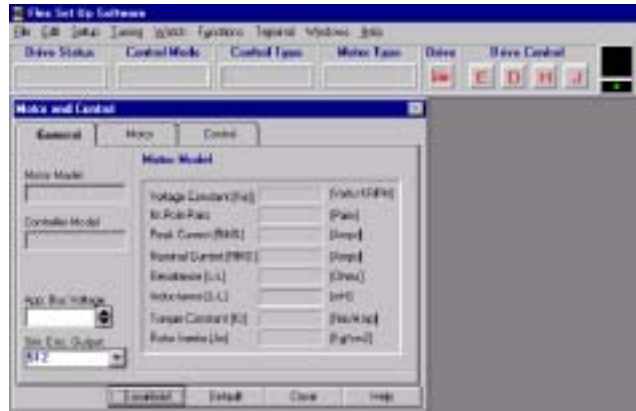 Flex Set Up Software
File Edit Setup Tuning Watch Functions Terminal Windows Help
Drive Status Control Mode Control Type Motor Type Drive Drive Control
E D H J
Motor and Control
General Motor Control
Motor Model
Motor Model
Controller Model
Voltage Constant (Ke) [Volts/KRPM]
Nr. Pole Pairs [Pairs]
Peak Current (RMS) [Amps]
Nominal Current (RMS) [Amps]
Resistance (L-L) [Ohms]
Inductance (L-L) [mH]
Torque Constant (Kt) [Nm/Amp]
Rotor Inertia (Jm) [Kg*m2]
App. Bus Voltage
Sim. Enc. Output
512
Download Default Close Help